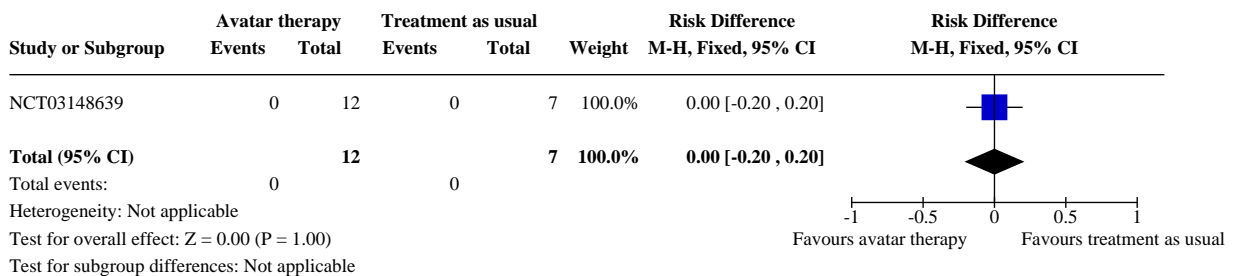 Avatar therapy Treatment as usual Risk Difference Risk Difference
Study or Subgroup Events Total Events Total Weight M-H, Fixed, 95% CI M-H, Fixed, 95% CI
NCT03148639 0 12 0 7 100.0% 0.00 [-0.20 , 0.20]
Total (95% CI) 12 7 100.0% 0.00 [-0.20 , 0.20]
Total events: 0 0
Heterogeneity: Not applicable
-1 -0.5 0 0.5 1
Test for overall effect: Z = 0.00 (P = 1.00) Favours avatar therapy Favours treatment as usual
Test for subgroup differences: Not applicable